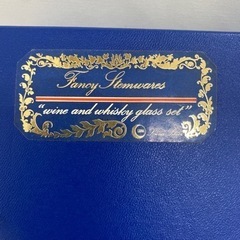 Fancy Stemwares
"wine and whisky glass set"